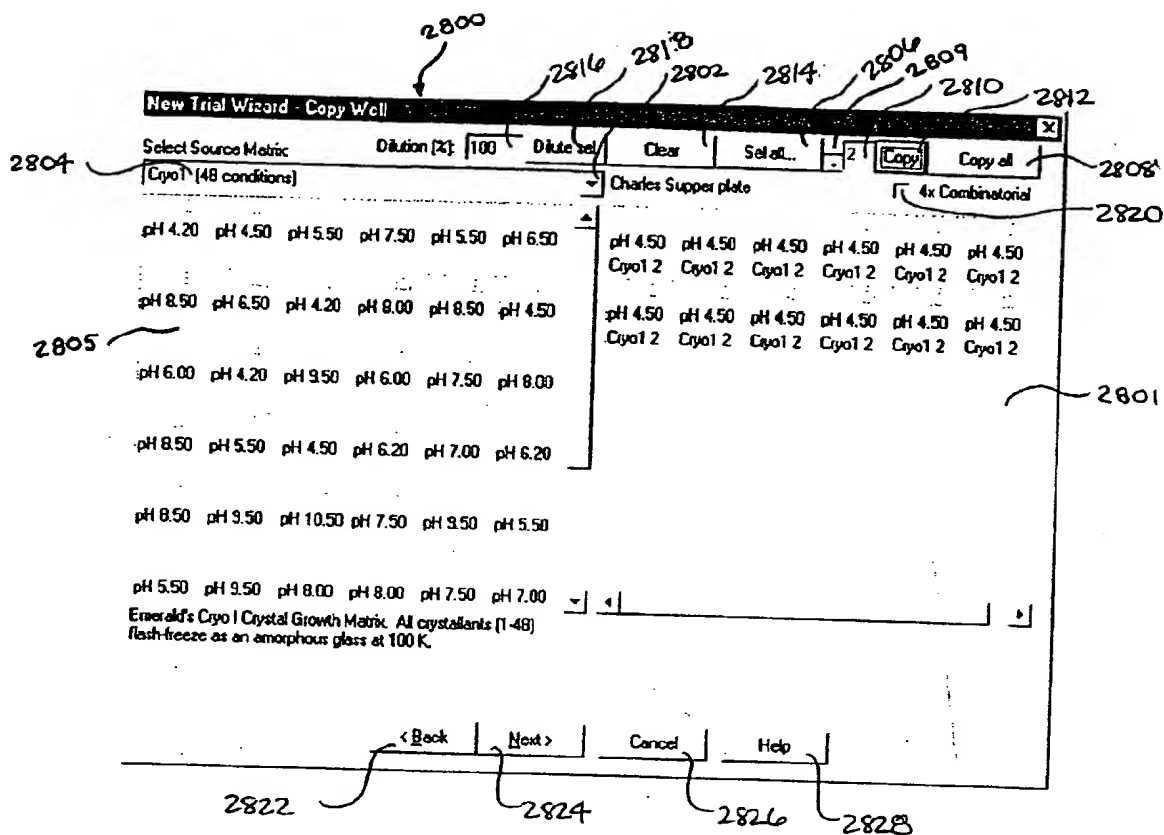 2800
2816
2818
2802
2814
2806
2809
2810
2812
New Trial Wizard - Copy Well
X
2804
Select Source Matrix
Dilution [%]: 100
Dilute sel
Clear
Sel all...
2
Copy
Copy all
2808
Cryo1 (48 conditions)
Charles Supper plate
4x Combinatorial
2820
pH 4.20 pH 4.50 pH 5.50 pH 7.50 pH 5.50 pH 6.50
pH 8.50 pH 6.50 pH 4.20 pH 8.00 pH 8.50 pH 4.50
2805
pH 6.00 pH 4.20 pH 9.50 pH 6.00 pH 7.50 pH 8.00
pH 8.50 pH 5.50 pH 4.50 pH 6.20 pH 7.00 pH 6.20
pH 8.50 pH 9.50 pH 10.50 pH 7.50 pH 9.50 pH 5.50
pH 5.50 pH 9.50 pH 8.00 pH 8.00 pH 7.50 pH 7.00
pH 4.50 pH 4.50 pH 4.50 pH 4.50 pH 4.50 pH 4.50
Cryo1 2 Cryo1 2 Cryo1 2 Cryo1 2 Cryo1 2 Cryo1 2
pH 4.50 pH 4.50 pH 4.50 pH 4.50 pH 4.50 pH 4.50
Cryo1 2 Cryo1 2 Cryo1 2 Cryo1 2 Cryo1 2 Cryo1 2
2801
Emerald's Cryo I Crystal Growth Matrix. All crystallants [1-48]
flash-freeze as an amorphous glass at 100 K.
< Back
Next >
Cancel
Help
2822
2824
2826
2828